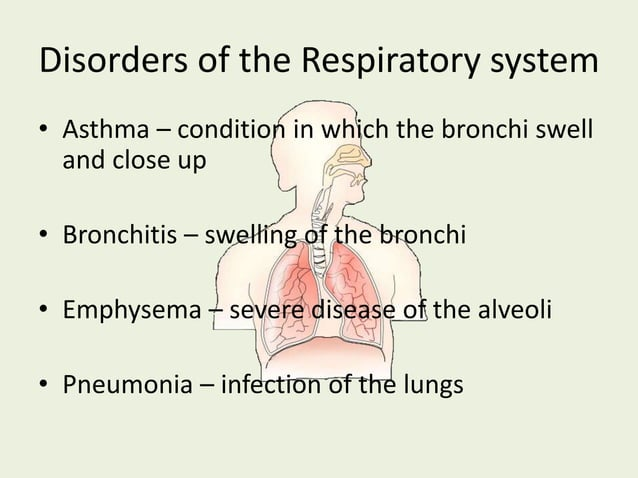 Disorders of the Respiratory system
• Asthma – condition in which the bronchi swell
and close up
• Bronchitis – swelling of the bronchi
• Emphysema – severe disease of the alveoli
• Pneumonia – infection of the lungs